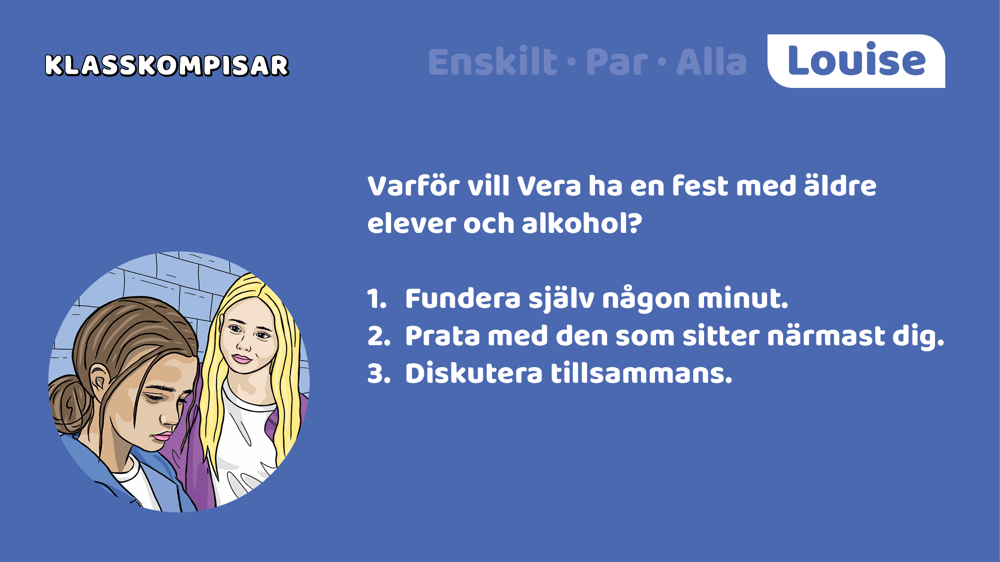 KLASSKOMPISAR
Enskilt • Par • Alla
Louise
Varför vill Vera ha en fest med äldre
elever och alkohol?
1. Fundera själv någon minut.
2. Prata med den som sitter närmast dig.
3. Diskutera tillsammans.